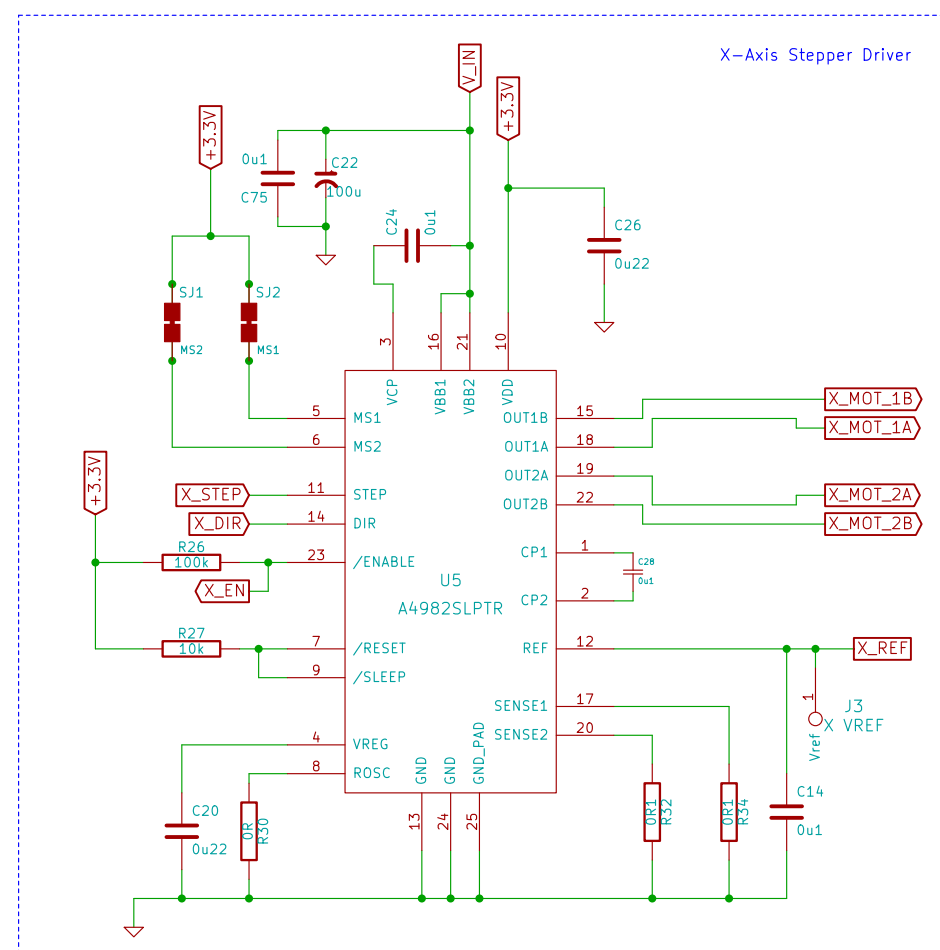 X-Axis Stepper Driver
V_IN
+3.3V
+3.3V
0u1
C75
C22
100u
C24
0u1
C26
0u22
SJ1
MS2
SJ2
MS1
3
16
21
10
VCP
VBB1
VBB2
VDD
5 MS1
6 MS2
X_STEP 11 STEP
X_DIR 14 DIR
+3.3V
R26
100k
23 /ENABLE
X_EN
R27
10k
7 /RESET
9 /SLEEP
4 VREG
8 ROSC
U5
A4982SLPTR
OUT1B 15 X_MOT_1B
OUT1A 18 X_MOT_1A
OUT2A 19 X_MOT_2A
OUT2B 22 X_MOT_2B
CP1 1
C28
0u1
CP2 2
REF 12 X_REF
1
J3
X VREF
Vref
SENSE1 17
SENSE2 20
GND
GND
GND_PAD
13
24
25
C20
0u22
0R
R30
0R1
R32
0R1
R34
C14
0u1